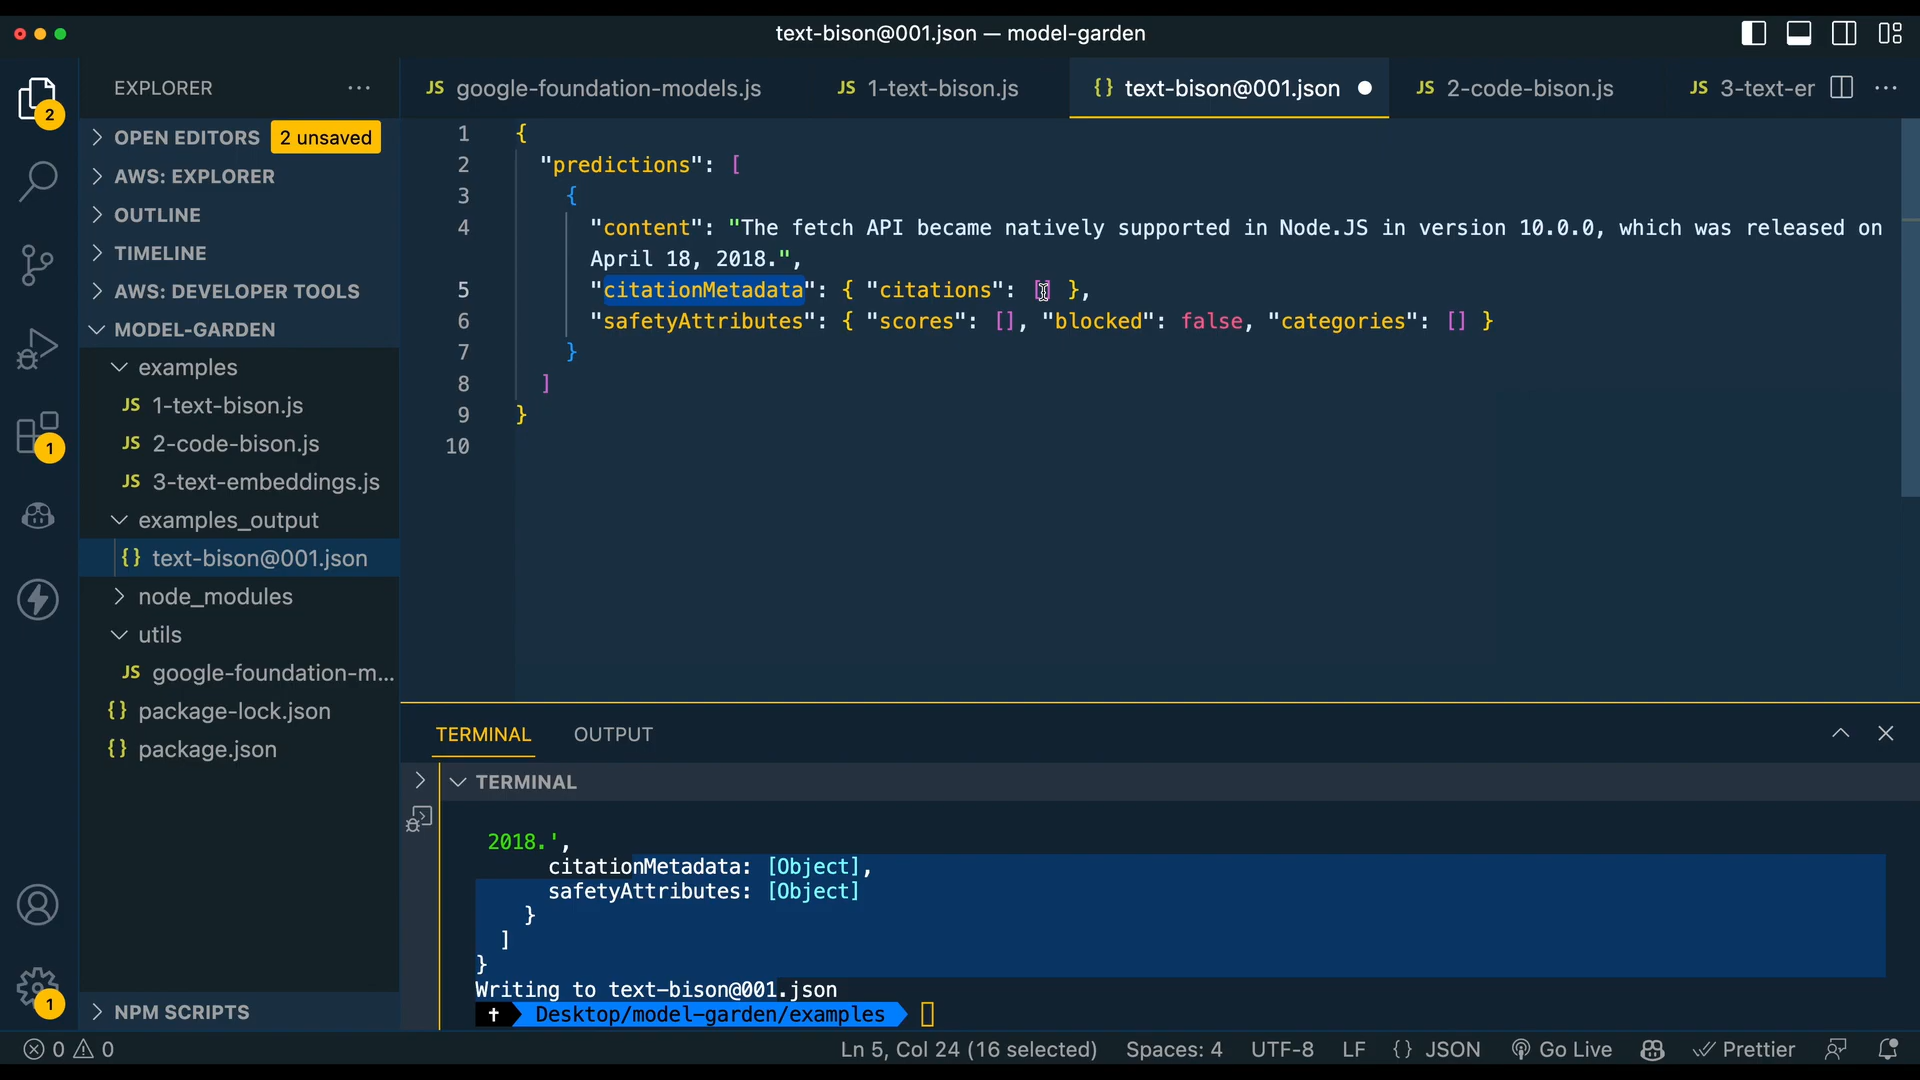 text-bison@001.json — model-garden
EXPLORER ...
JS google-foundation-models.js
JS 1-text-bison.js
{} text-bison@001.json
JS 2-code-bison.js
JS 3-text-er
...
2
OPEN EDITORS 2 unsaved
AWS: EXPLORER
OUTLINE
TIMELINE
AWS: DEVELOPER TOOLS
MODEL-GARDEN
examples
JS 1-text-bison.js
JS 2-code-bison.js
JS 3-text-embeddings.js
examples_output
{} text-bison@001.json
node_modules
utils
JS google-foundation-m...
{} package-lock.json
{} package.json
NPM SCRIPTS
1
1
1 {
2 "predictions": [
3 {
4 "content": "The fetch API became natively supported in Node.JS in version 10.0.0, which was released on
April 18, 2018.",
5 "citationMetadata": { "citations": [] },
6 "safetyAttributes": { "scores": [], "blocked": false, "categories": [] }
7 }
8 ]
9 }
10
TERMINAL OUTPUT
TERMINAL
2018.',
citationMetadata: [Object],
safetyAttributes: [Object]
}
]
}
Writing to text-bison@001.json
Desktop/model-garden/examples
0 0 Ln 5, Col 24 (16 selected) Spaces: 4 UTF-8 LF {} JSON Go Live Prettier